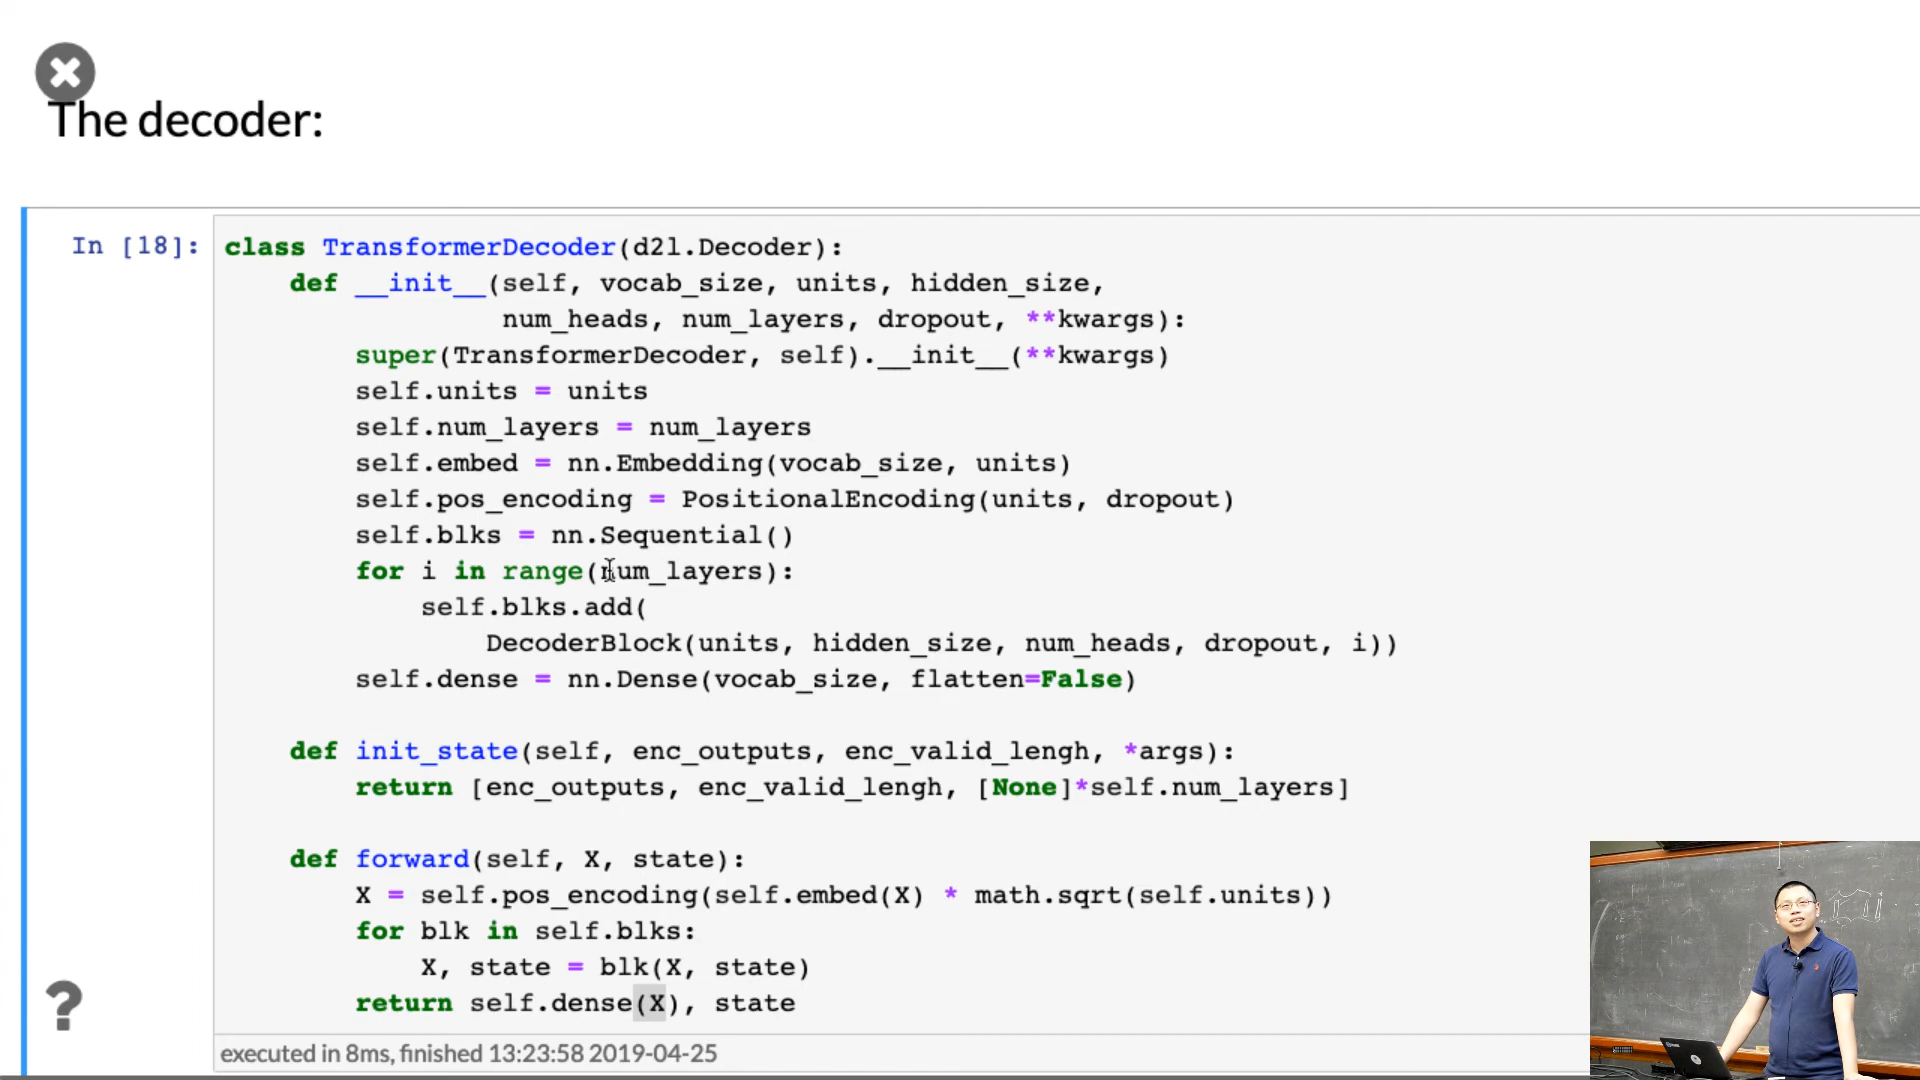 The decoder:
In [18]:
class TransformerDecoder(d2l.Decoder):
    def __init__(self, vocab_size, units, hidden_size,
                 num_heads, num_layers, dropout, **kwargs):
        super(TransformerDecoder, self).__init__(**kwargs)
        self.units = units
        self.num_layers = num_layers
        self.embed = nn.Embedding(vocab_size, units)
        self.pos_encoding = PositionalEncoding(units, dropout)
        self.blks = nn.Sequential()
        for i in range(num_layers):
            self.blks.add(
                DecoderBlock(units, hidden_size, num_heads, dropout, i))
        self.dense = nn.Dense(vocab_size, flatten=False)
    def init_state(self, enc_outputs, enc_valid_lengh, *args):
        return [enc_outputs, enc_valid_lengh, [None]*self.num_layers]
    def forward(self, X, state):
        X = self.pos_encoding(self.embed(X) * math.sqrt(self.units))
        for blk in self.blks:
            X, state = blk(X, state)
        return self.dense(X), state
?
executed in 8ms, finished 13:23:58 2019-04-25